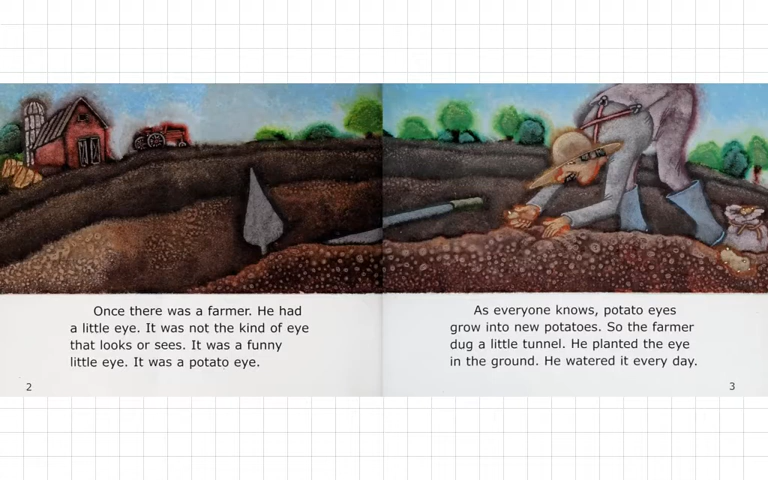 Once there was a farmer. He had
a little eye. It was not the kind of eye
that looks or sees. It was a funny
little eye. It was a potato eye.
2
As everyone knows, potato eyes
grow into new potatoes. So the farmer
dug a little tunnel. He planted the eye
in the ground. He watered it every day.
3